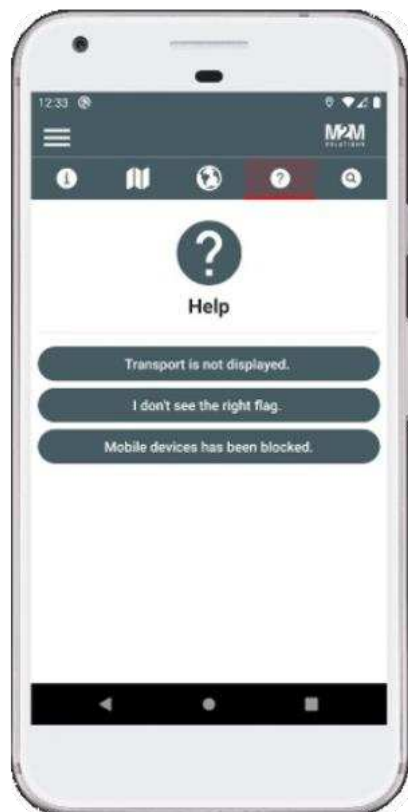 12:33
M2M
SOLUTIONS
Help
Transport is not displayed.
I don't see the right flag.
Mobile devices has been blocked.